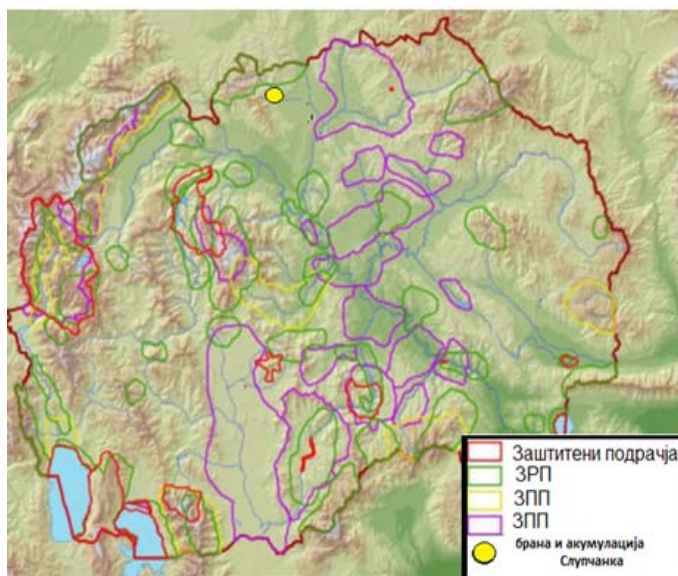 Заштитени подрачја
ЗРП
ЗПП
ЗПП
брана и акумулација
Слупчанка